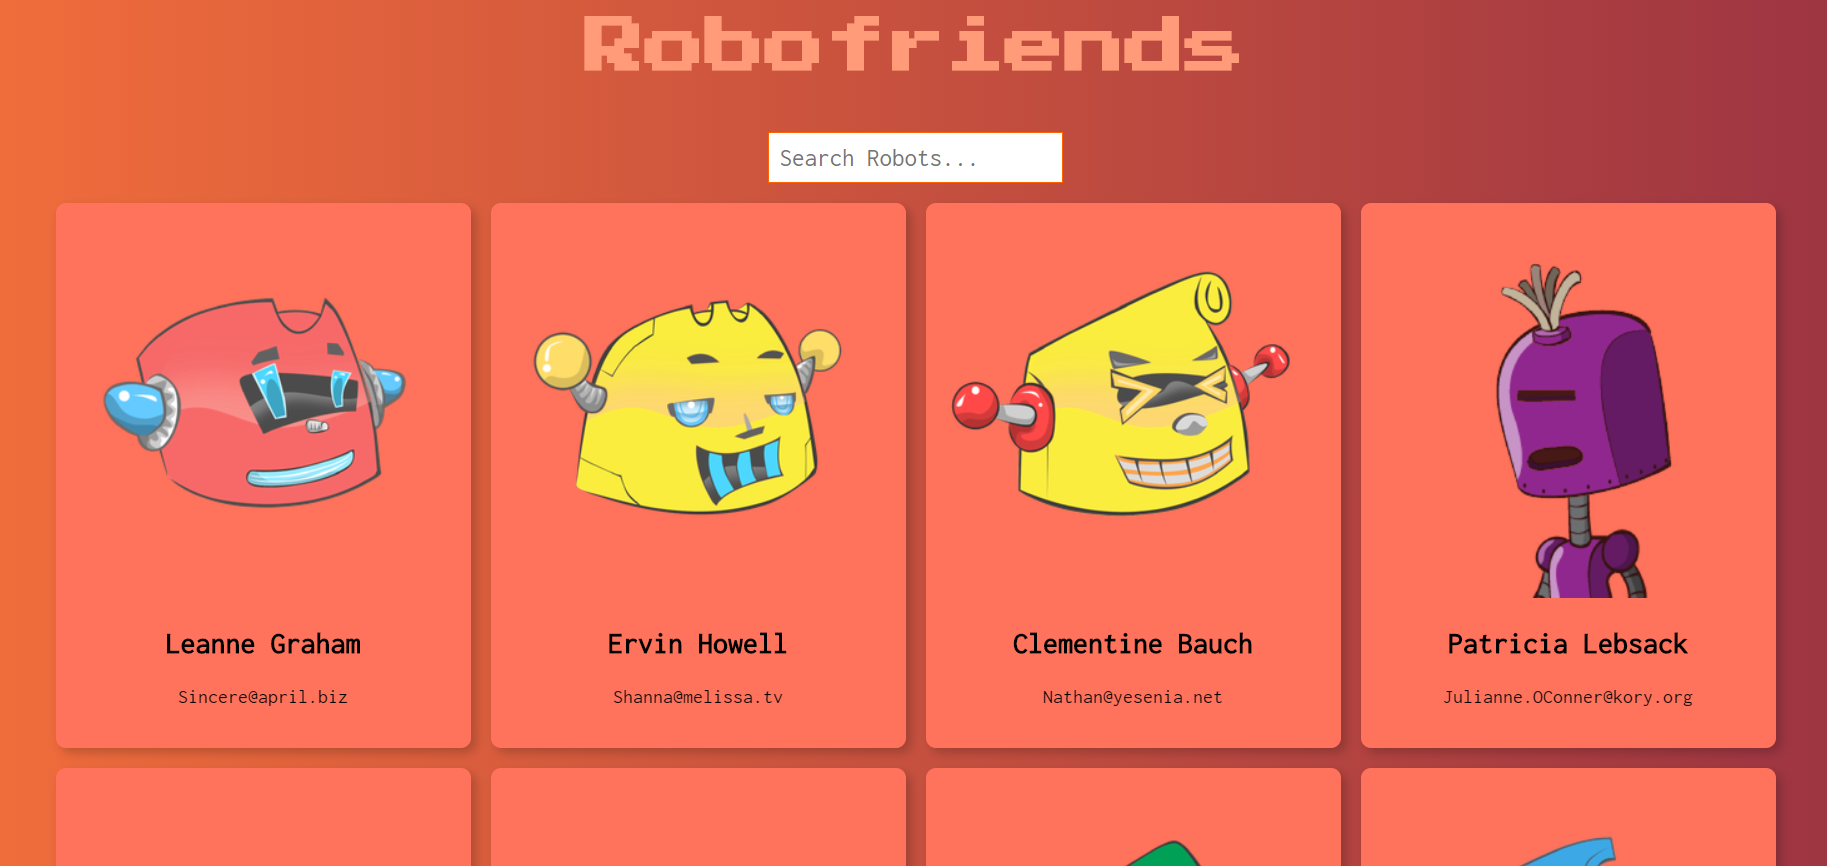 Robofriends
Search Robots...
Leanne Graham
Sincere@april.biz
Ervin Howell
Shanna@melissa.tv
Clementine Bauch
Nathan@yesenia.net
Patricia Lebsack
Julianne.OConner@kory.org